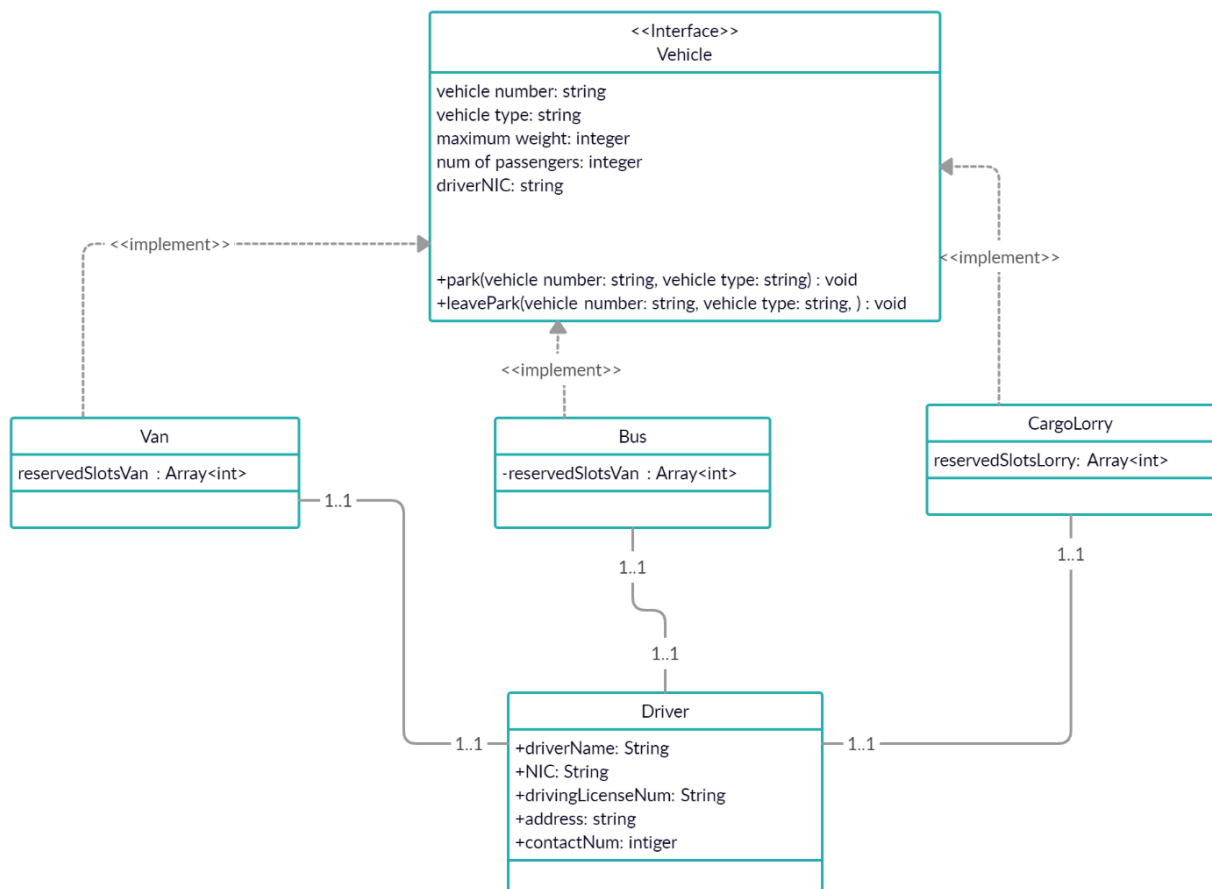 <<Interface>>
Vehicle
vehicle number: string
vehicle type: string
maximum weight: integer
num of passengers: integer
driverNIC: string
+park(vehicle number: string, vehicle type: string) : void
+leavePark(vehicle number: string, vehicle type: string, ) : void
<<implement>>
<<implement>>
<<implement>>
Van
reservedSlotsVan : Array<int>
Bus
-reservedSlotsVan : Array<int>
CargoLorry
reservedSlotsLorry: Array<int>
1..1
1..1
1..1
1..1
1..1
1..1
Driver
+driverName: String
+NIC: String
+drivingLicenseNum: String
+address: string
+contactNum: intiger